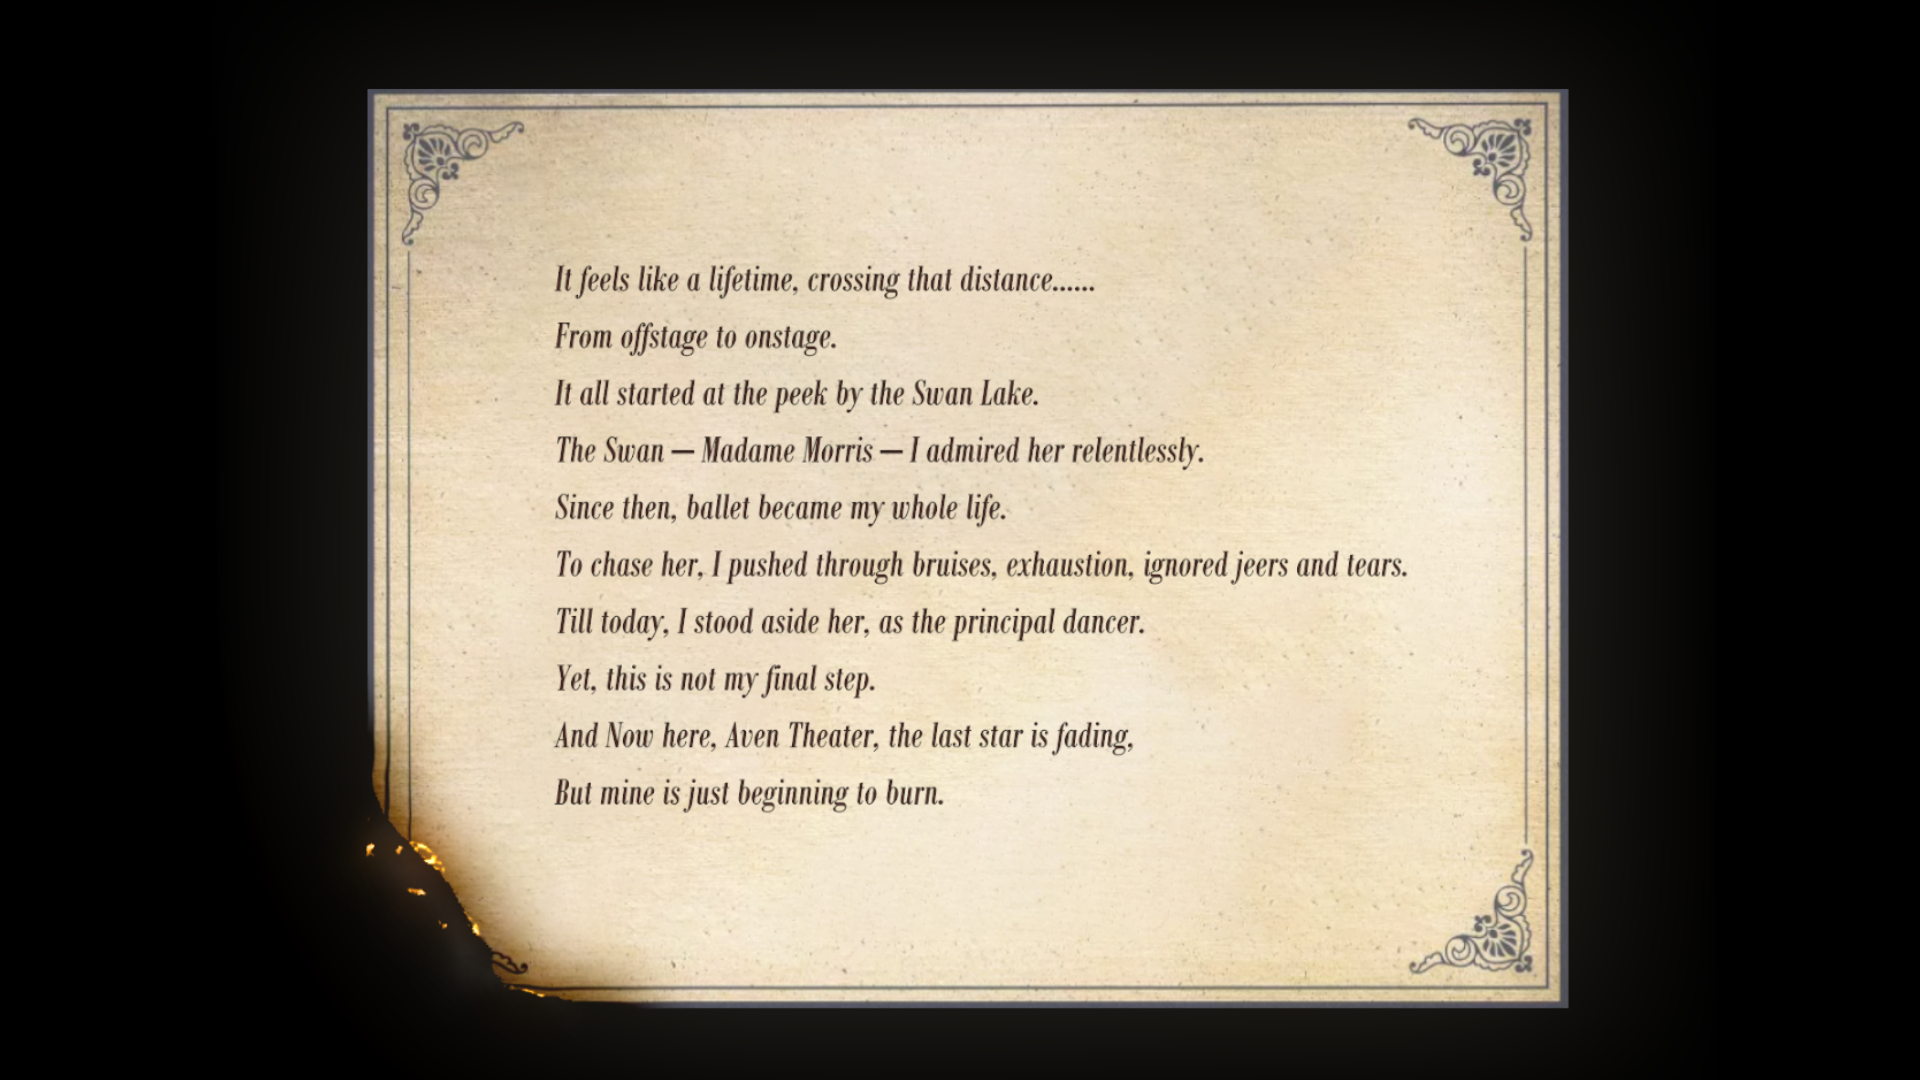 It feels like a lifetime, crossing that distance......
From offstage to onstage.
It all started at the peek by the Swan Lake.
The Swan — Madame Morris — I admired her relentlessly.
Since then, ballet became my whole life.
To chase her, I pushed through bruises, exhaustion, ignored jeers and tears.
Till today, I stood aside her, as the principal dancer.
Yet, this is not my final step.
And Now here, Aven Theater, the last star is fading,
But mine is just beginning to burn.